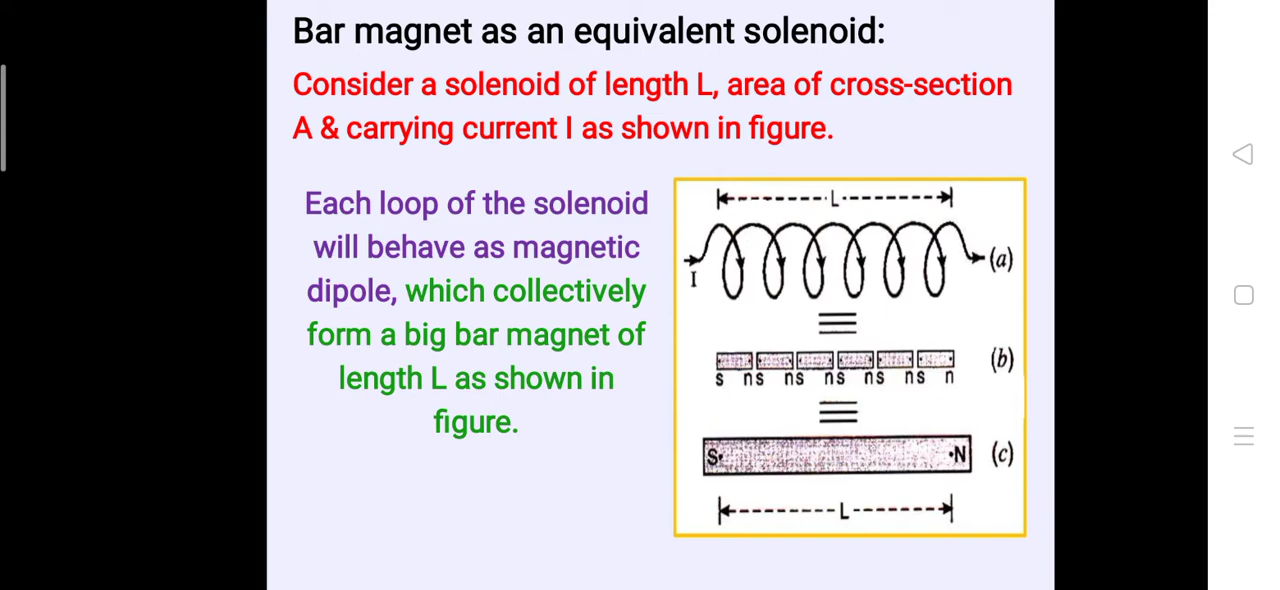 Bar magnet as an equivalent solenoid:
Consider a solenoid of length L, area of cross-section
A & carrying current I as shown in figure.
Each loop of the solenoid
will behave as magnetic
dipole, which collectively
form a big bar magnet of
length L as shown in
figure.
L
I
(a)
s ns ns ns ns ns n
(b)
S N
(c)
L